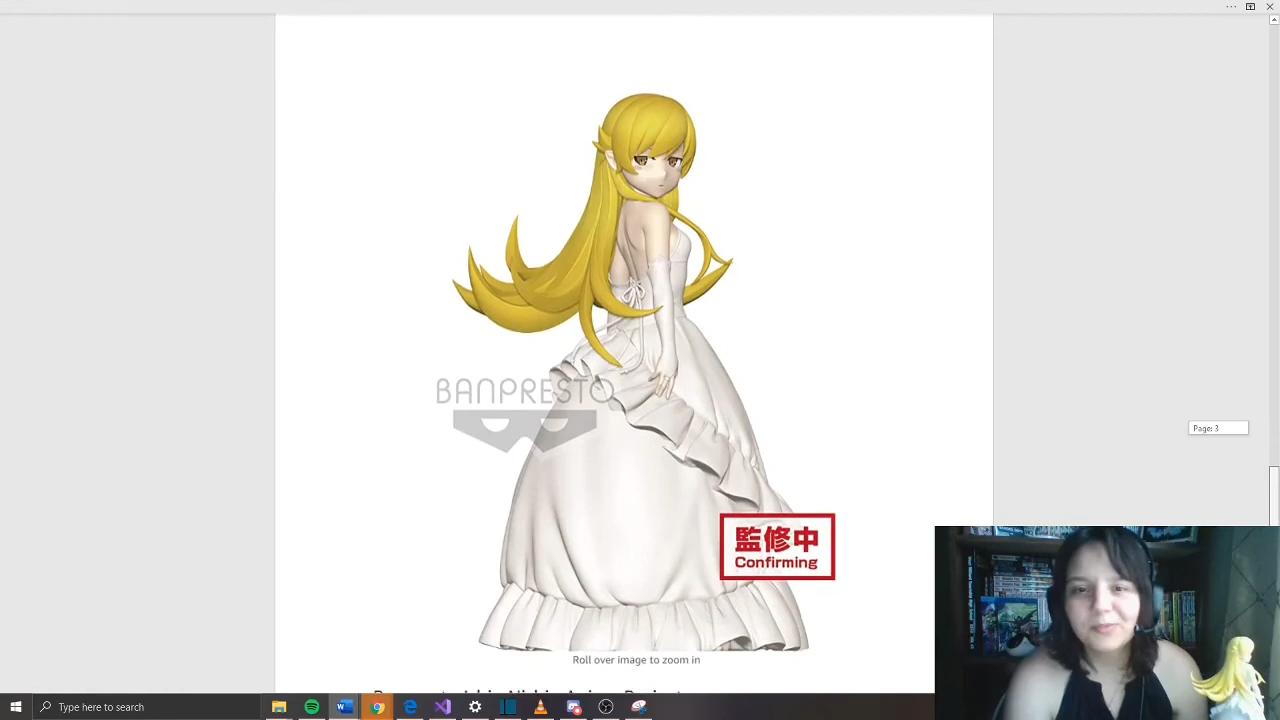 BANPRESTO
Page: 3
監修中
Confirming
Roll over image to zoom in
Type here to search